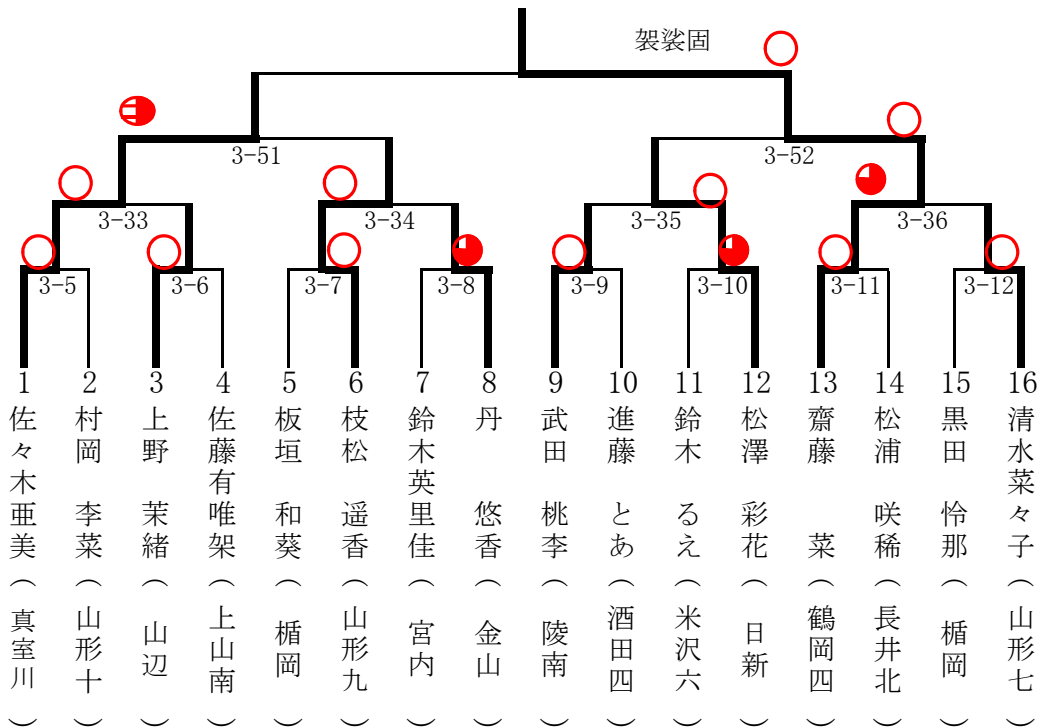 袈裟固
3-51
3-52
3-33
3-34
3-35
3-36
3-5
3-6
3-7
3-8
3-9
3-10
3-11
3-12
1 佐々木亜美(真室川)
2 村岡 李菜(山形十)
3 上野 茉緒(山辺)
4 佐藤有唯架(上山南)
5 板垣 和葵(楯岡)
6 枝松 遥香(山形九)
7 鈴木英里佳(宮内)
8 丹 悠香(金山)
9 武田 桃李(陵南)
10 進藤 とあ(酒田四)
11 鈴木 るえ(米沢六)
12 松澤 彩花(日新)
13 齋藤 菜(鶴岡四)
14 松浦 咲稀(長井北)
15 黒田 怜那(楯岡)
16 清水菜々子(山形七)